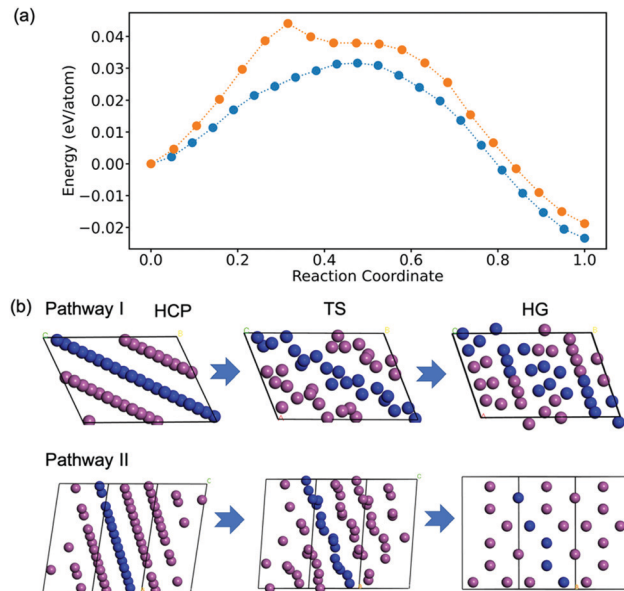 (a)
0.04
0.03
0.02
0.01
0.00
−0.01
−0.02
Energy (eV/atom)
0.0 0.2 0.4 0.6 0.8 1.0
Reaction Coordinate
(b) Pathway I HCP TS HG
Pathway II